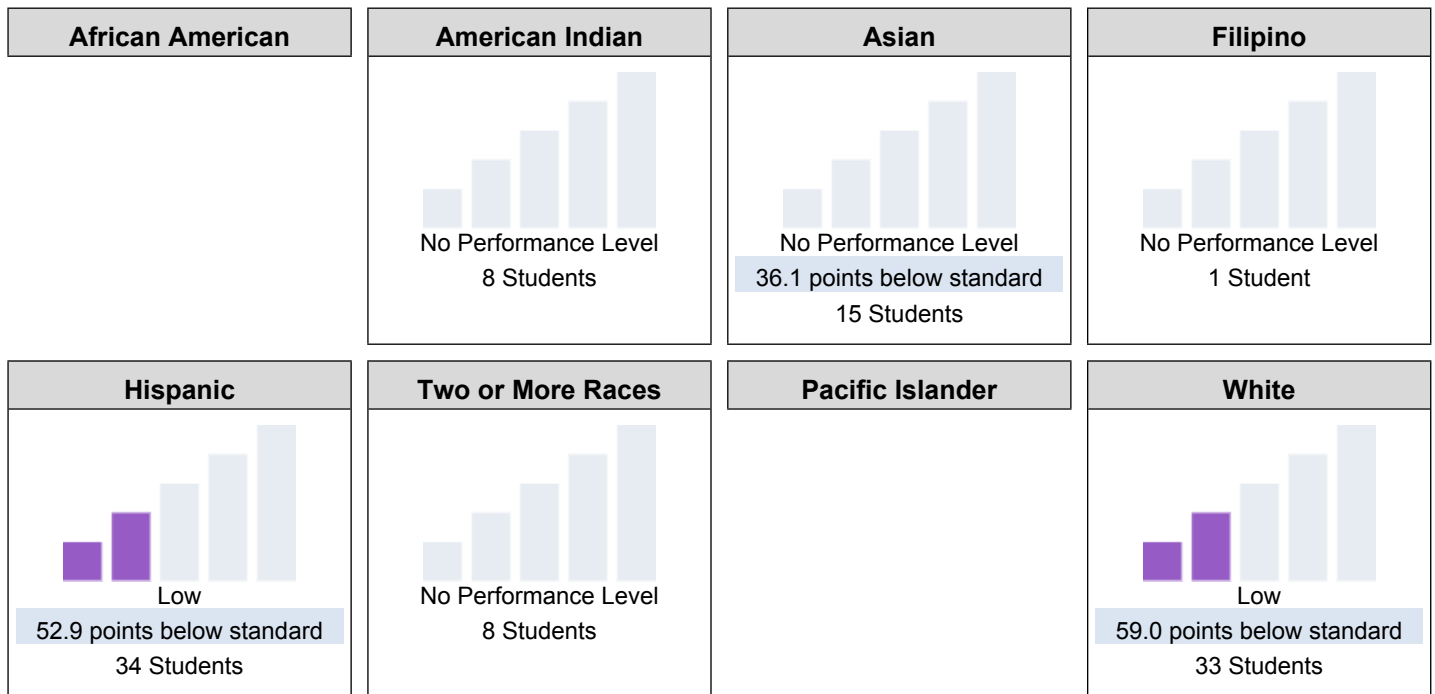 African American
American Indian
No Performance Level
8 Students
Asian
No Performance Level
36.1 points below standard
15 Students
Filipino
No Performance Level
1 Student
Hispanic
Low
52.9 points below standard
34 Students
Two or More Races
No Performance Level
8 Students
Pacific Islander
White
Low
59.0 points below standard
33 Students